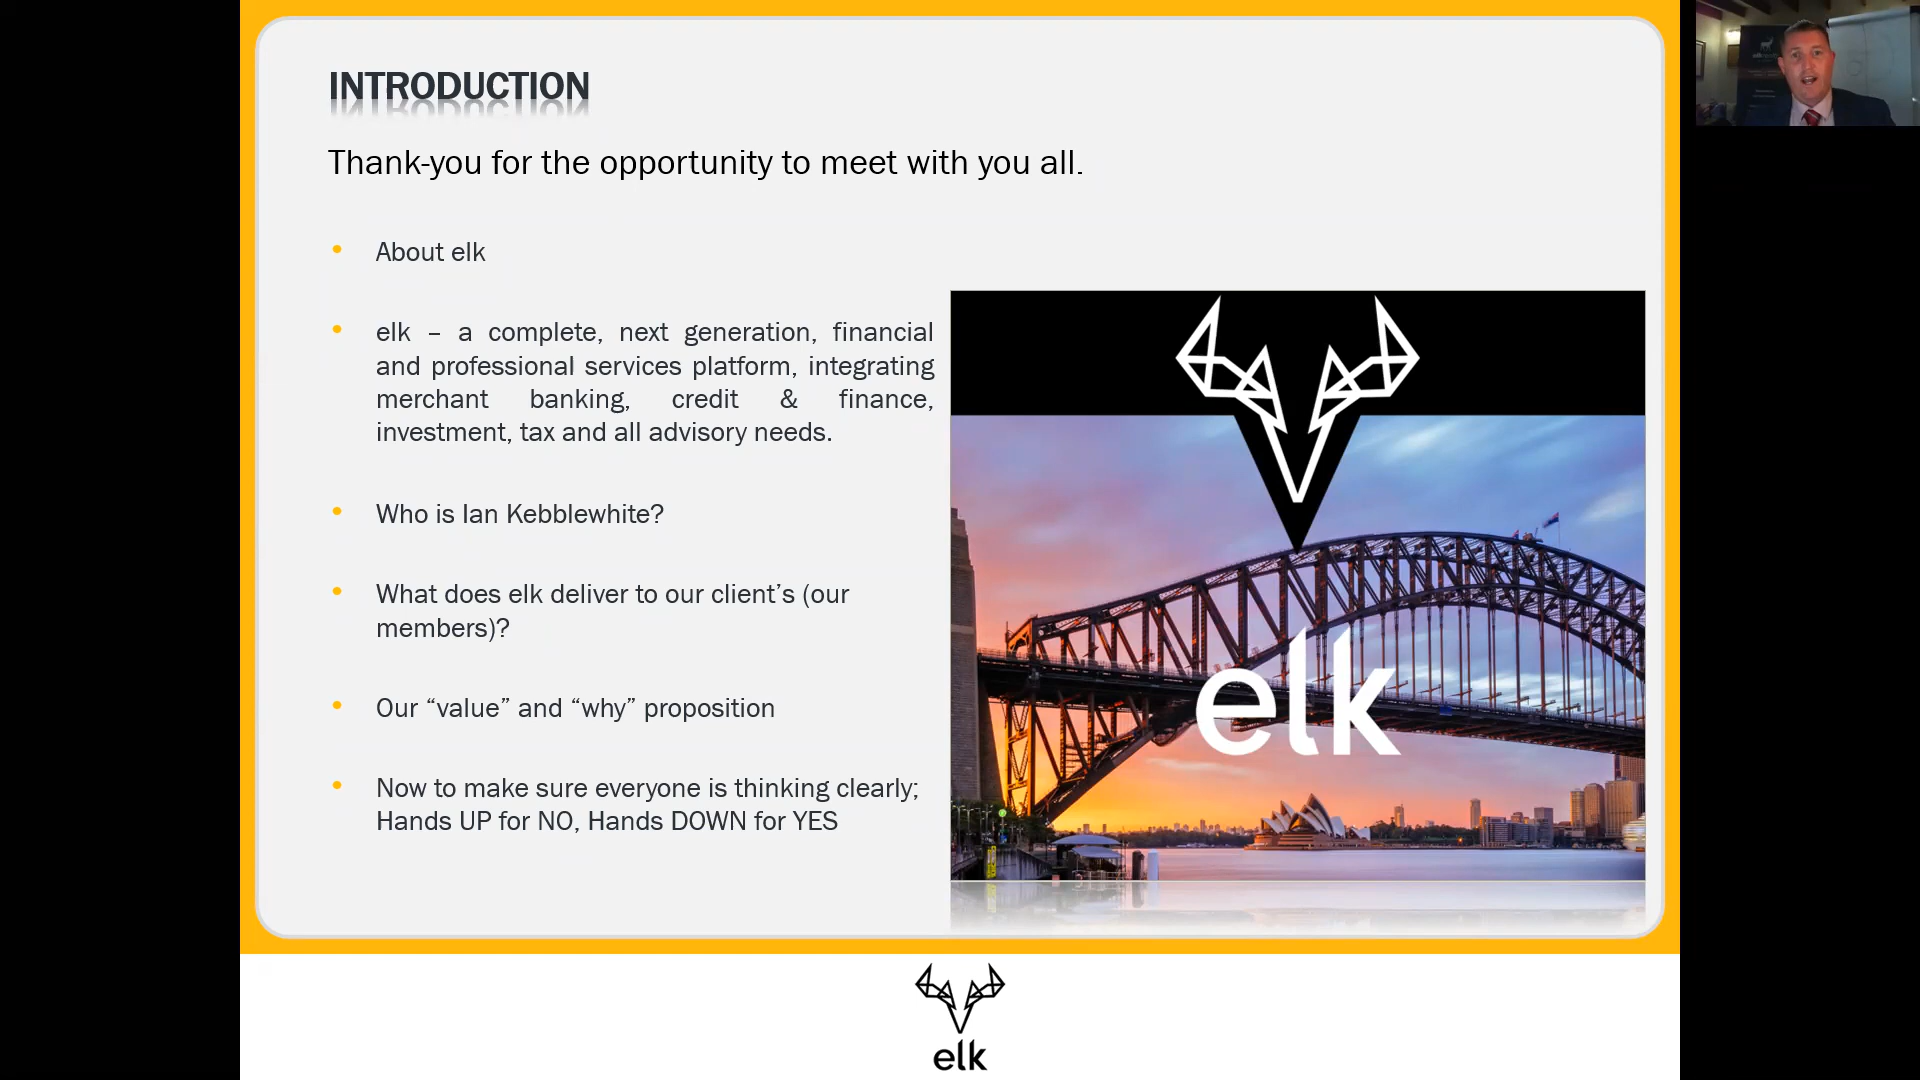 INTRODUCTION
Thank-you for the opportunity to meet with you all.
• About elk
• elk – a complete, next generation, financial
and professional services platform, integrating
merchant banking, credit & finance,
investment, tax and all advisory needs.
• Who is Ian Kebblewhite?
• What does elk deliver to our client’s (our
members)?
• Our “value” and “why” proposition
• Now to make sure everyone is thinking clearly;
Hands UP for NO, Hands DOWN for YES
elk
elk